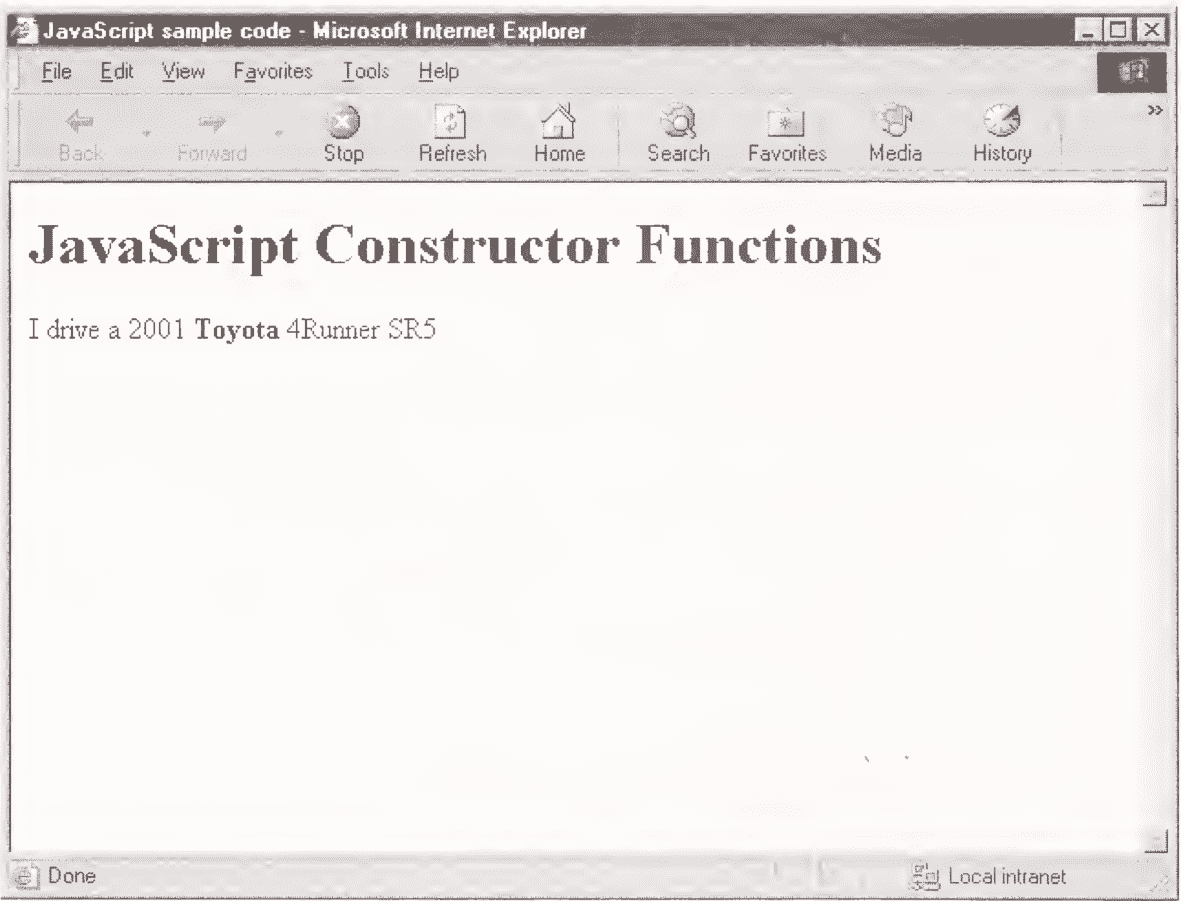 JavaScript sample code - Microsoft Internet Explorer
File Edit View Favorites Tools Help
Back Forward Stop Refresh Home Search Favorites Media History »
JavaScript Constructor Functions
I drive a 2001 Toyota 4Runner SR5
Done Local intranet